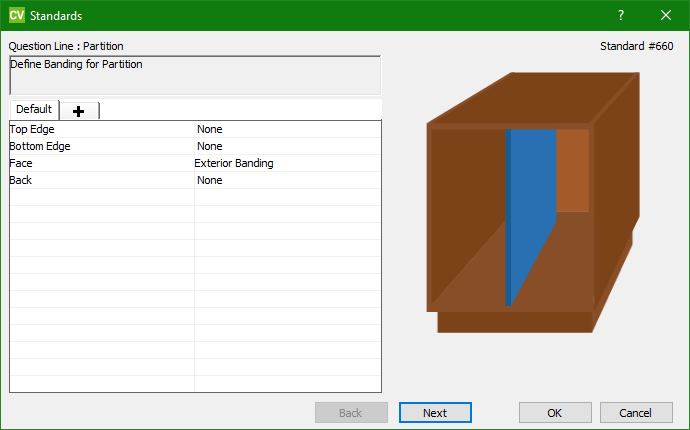 CV Standards ?
Question Line : Partition Standard #660
Define Banding for Partition
Default
Top Edge None
Bottom Edge None
Face Exterior Banding
Back None
Back Next OK Cancel